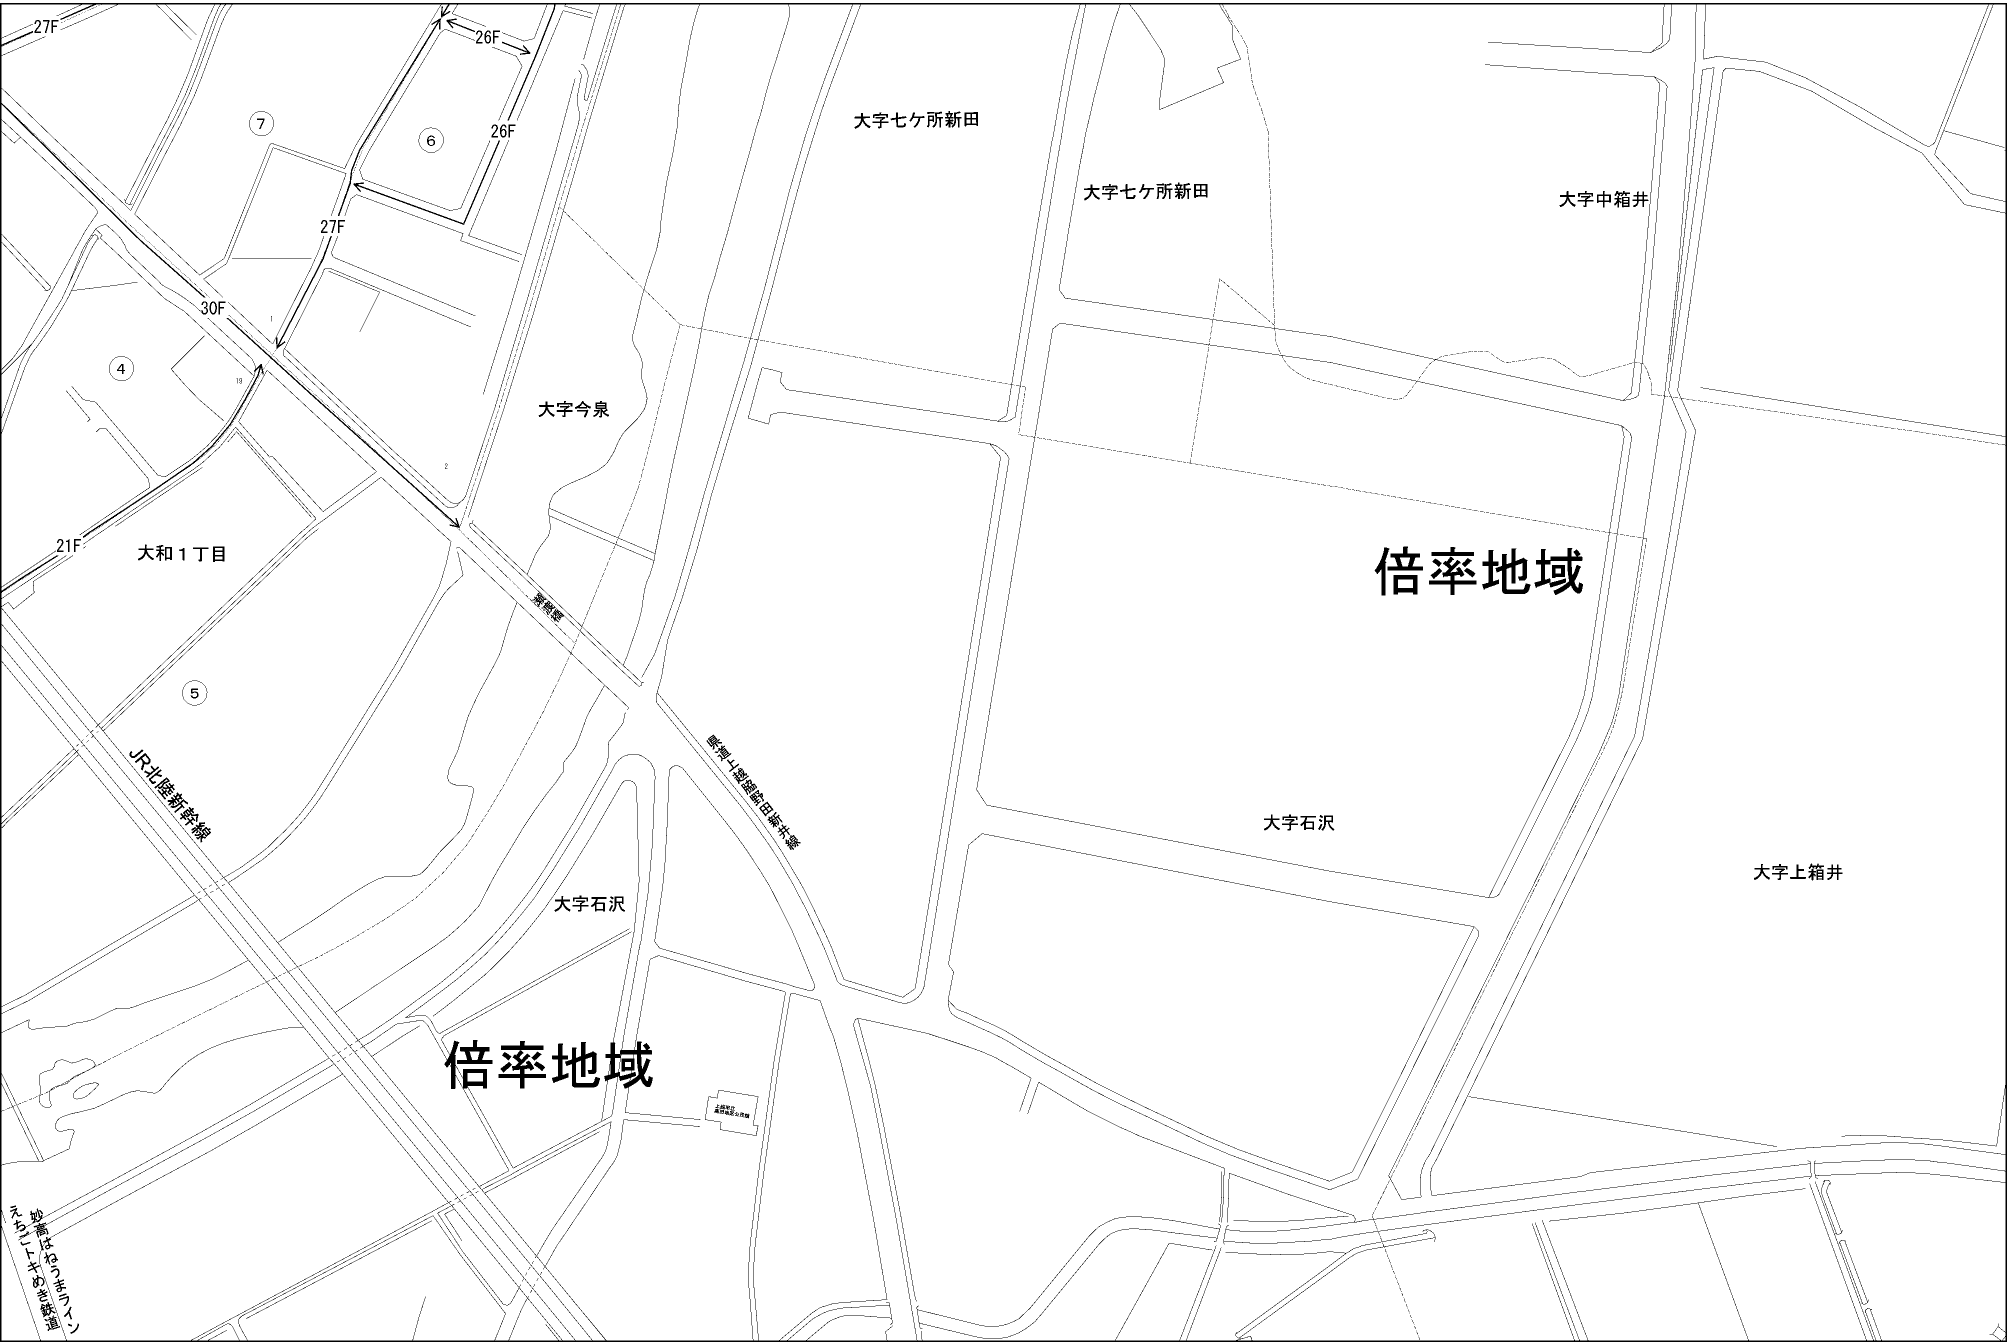 27F
26F
⑦
26F
⑥
大字七ケ所新田
大字七ケ所新田
大字中箱井
27F
30F
1
④
19
大字今泉
2
21F
大和１丁目
倍率地域
⑤
県道上越脇野田新井線
JR北陸新幹線
大字石沢
大字上箱井
大字石沢
倍率地域
妙高はねうまライン
えちごトキめき鉄道